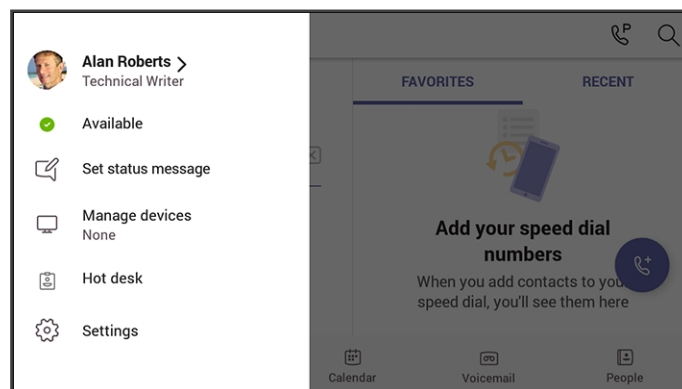 Alan Roberts
Technical Writer
Available
Set status message
Manage devices
None
Hot desk
Settings
P
FAVORITES
RECENT
Add your speed dial
numbers
When you add contacts to you
speed dial, you'll see them here
Calendar
Voicemail
People